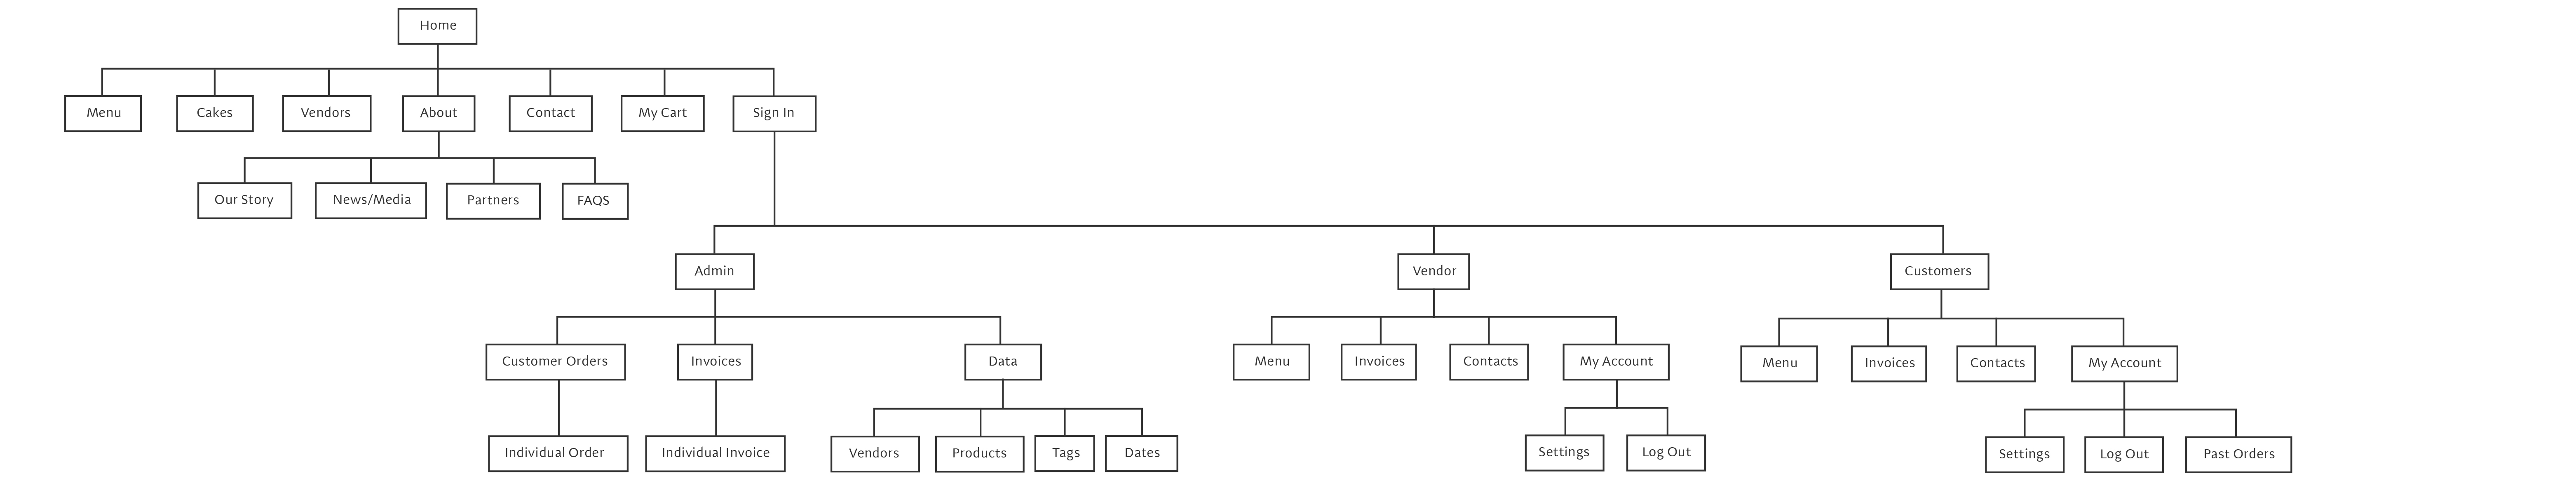 Home
Menu
Cakes
Vendors
About
Contact
My Cart
Sign In
Our Story
News/Media
Partners
FAQS
Admin
Vendor
Customers
Customer Orders
Invoices
Data
Menu
Invoices
Contacts
My Account
Menu
Invoices
Contacts
My Account
Individual Order
Individual Invoice
Vendors
Products
Tags
Dates
Settings
Log Out
Settings
Log Out
Past Orders